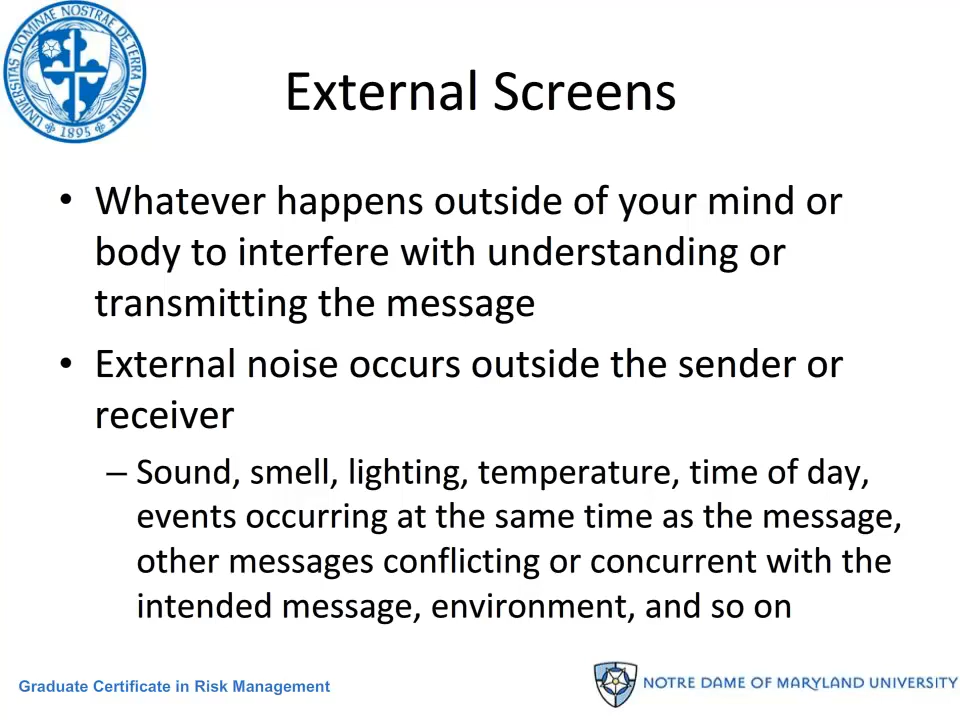 UNIVERSITAS DOMINAE NOSTRAE DE TERRA MARIAE
1895
External Screens
• Whatever happens outside of your mind or
body to interfere with understanding or
transmitting the message
• External noise occurs outside the sender or
receiver
– Sound, smell, lighting, temperature, time of day,
events occurring at the same time as the message,
other messages conflicting or concurrent with the
intended message, environment, and so on
Graduate Certificate in Risk Management
NOTRE DAME OF MARYLAND UNIVERSITY